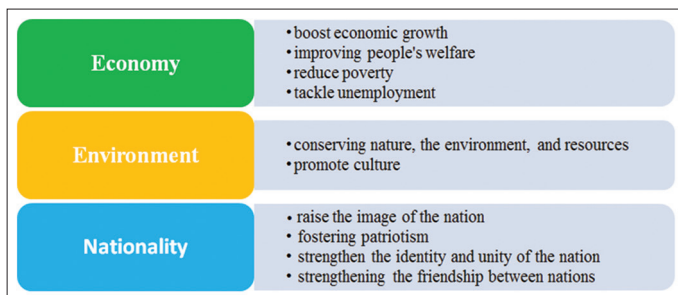 Economy
• boost economic growth
• improving people's welfare
• reduce poverty
• tackle unemployment
Environment
• conserving nature, the environment, and resources
• promote culture
Nationality
• raise the image of the nation
• fostering patriotism
• strengthen the identity and unity of the nation
• strengthening the friendship between nations